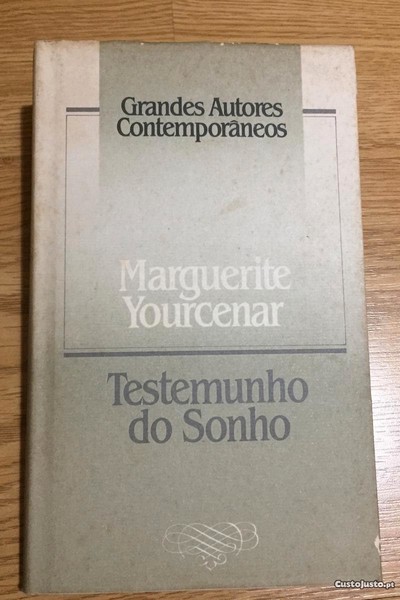 Grandes Autores
Contemporâneos
Marguerite
Yourcenar
Testemunho
do Sonho
CustoJusto.pt